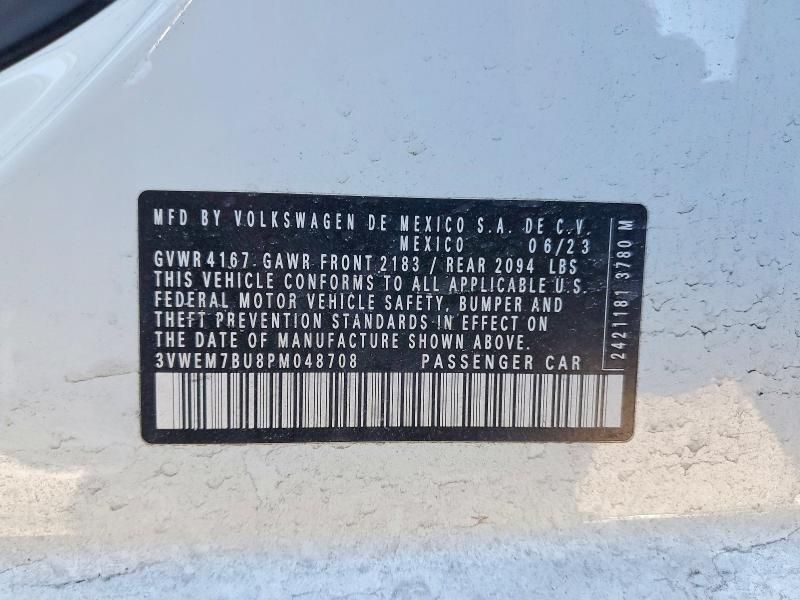 MFD BY VOLKSWAGEN DE MEXICO S.A. DE C.V.
MEXICO 06/23
GVWR 4167. GAWR FRONT 2183 / REAR 2094 LBS
THIS VEHICLE CONFORMS TO ALL APPLICABLE U.S.
FEDERAL MOTOR VEHICLE SAFETY, BUMPER AND
THEFT PREVENTION STANDARDS IN EFFECT ON
THE DATE OF MANUFACTURE SHOWN ABOVE.
3VWEM7BU8PM048708 PASSENGER CAR
2421181 3780 M